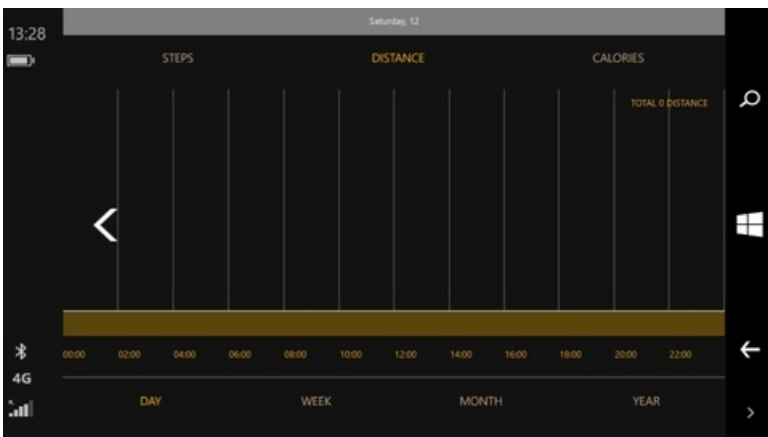 Saturday, 12
13:28
STEPS DISTANCE CALORIES
TOTAL 0 DISTANCE
00:00 02:00 04:00 06:00 08:00 10:00 12:00 14:00 16:00 18:00 20:00 22:00
4G
DAY WEEK MONTH YEAR